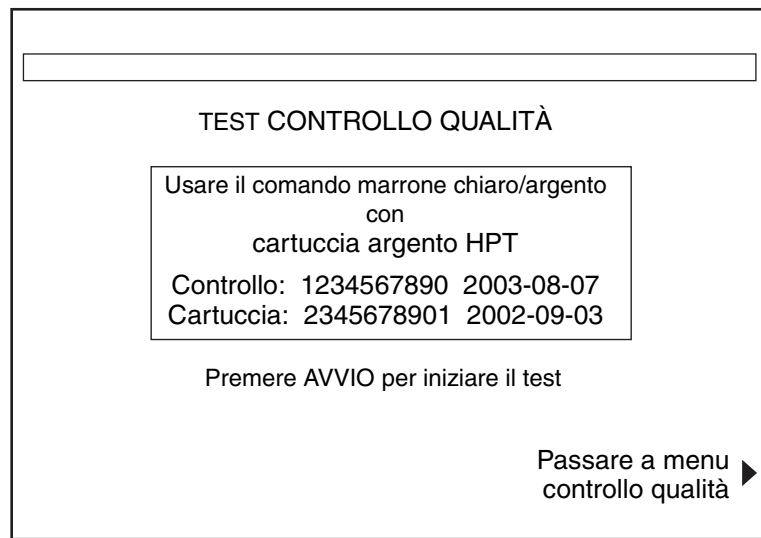 TEST CONTROLLO QUALITÀ
Usare il comando marrone chiaro/argento
con
cartuccia argento HPT
Controllo: 1234567890 2003-08-07
Cartuccia: 2345678901 2002-09-03
Premere AVVIO per iniziare il test
Passare a menu
controllo qualità